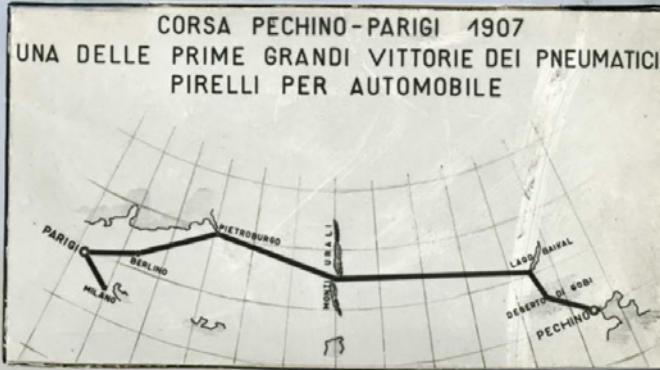 CORSA PECHINO-PARIGI 1907
UNA DELLE PRIME GRANDI VITTORIE DEI PNEUMATICI
PIRELLI PER AUTOMOBILE
PARIGI
MILANO
BERLINO
PIETROBURGO
MONTI URALI
LAGO BAIKAL
DESERTO DI GOBI
PECHINO